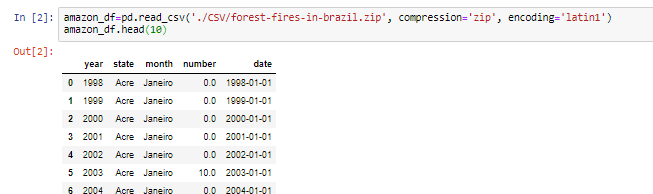 In [2]: amazon_df=pd.read_csv('./CSV/forest-fires-in-brazil.zip', compression='zip', encoding='latin1')
amazon_df.head(10)
Out[2]:
year state month number date
0 1998 Acre Janeiro 0.0 1998-01-01
1 1999 Acre Janeiro 0.0 1999-01-01
2 2000 Acre Janeiro 0.0 2000-01-01
3 2001 Acre Janeiro 0.0 2001-01-01
4 2002 Acre Janeiro 0.0 2002-01-01
5 2003 Acre Janeiro 10.0 2003-01-01
6 2004 Acre Janeiro 0.0 2004-01-01